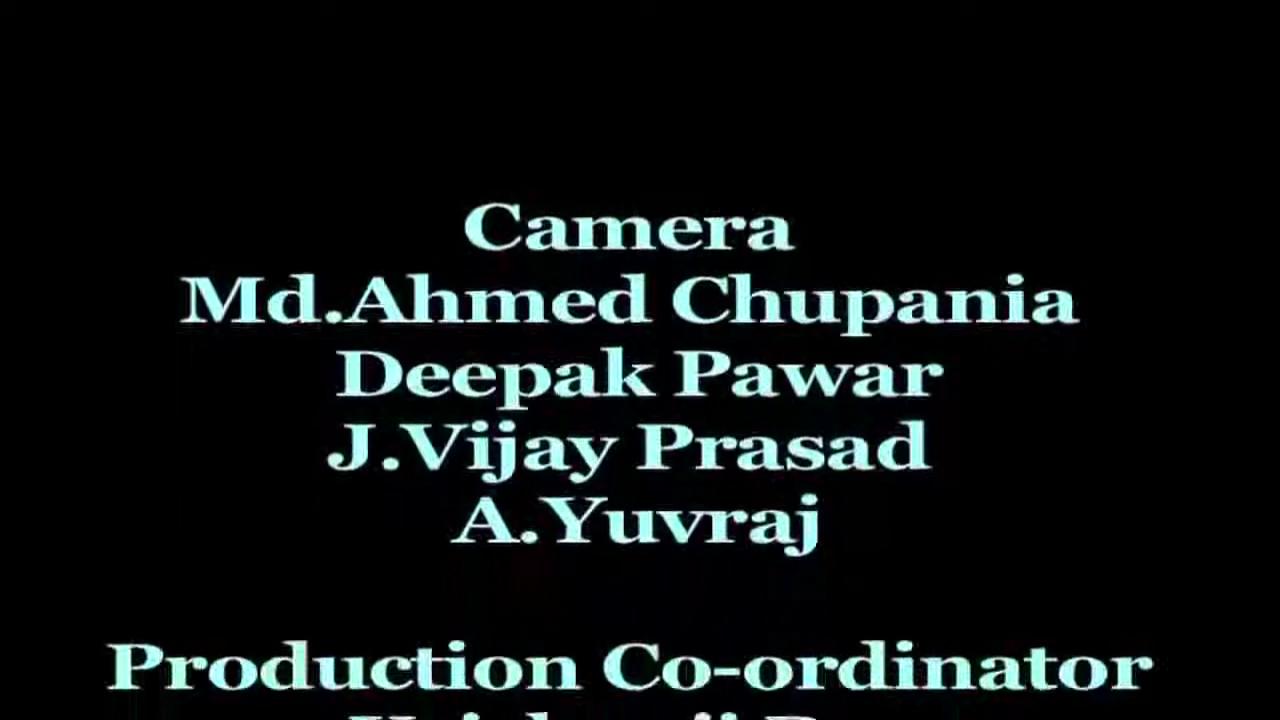 Camera
Md.Ahmed Chupania
Deepak Pawar
J.Vijay Prasad
A.Yuvraj
Production Co-ordinator